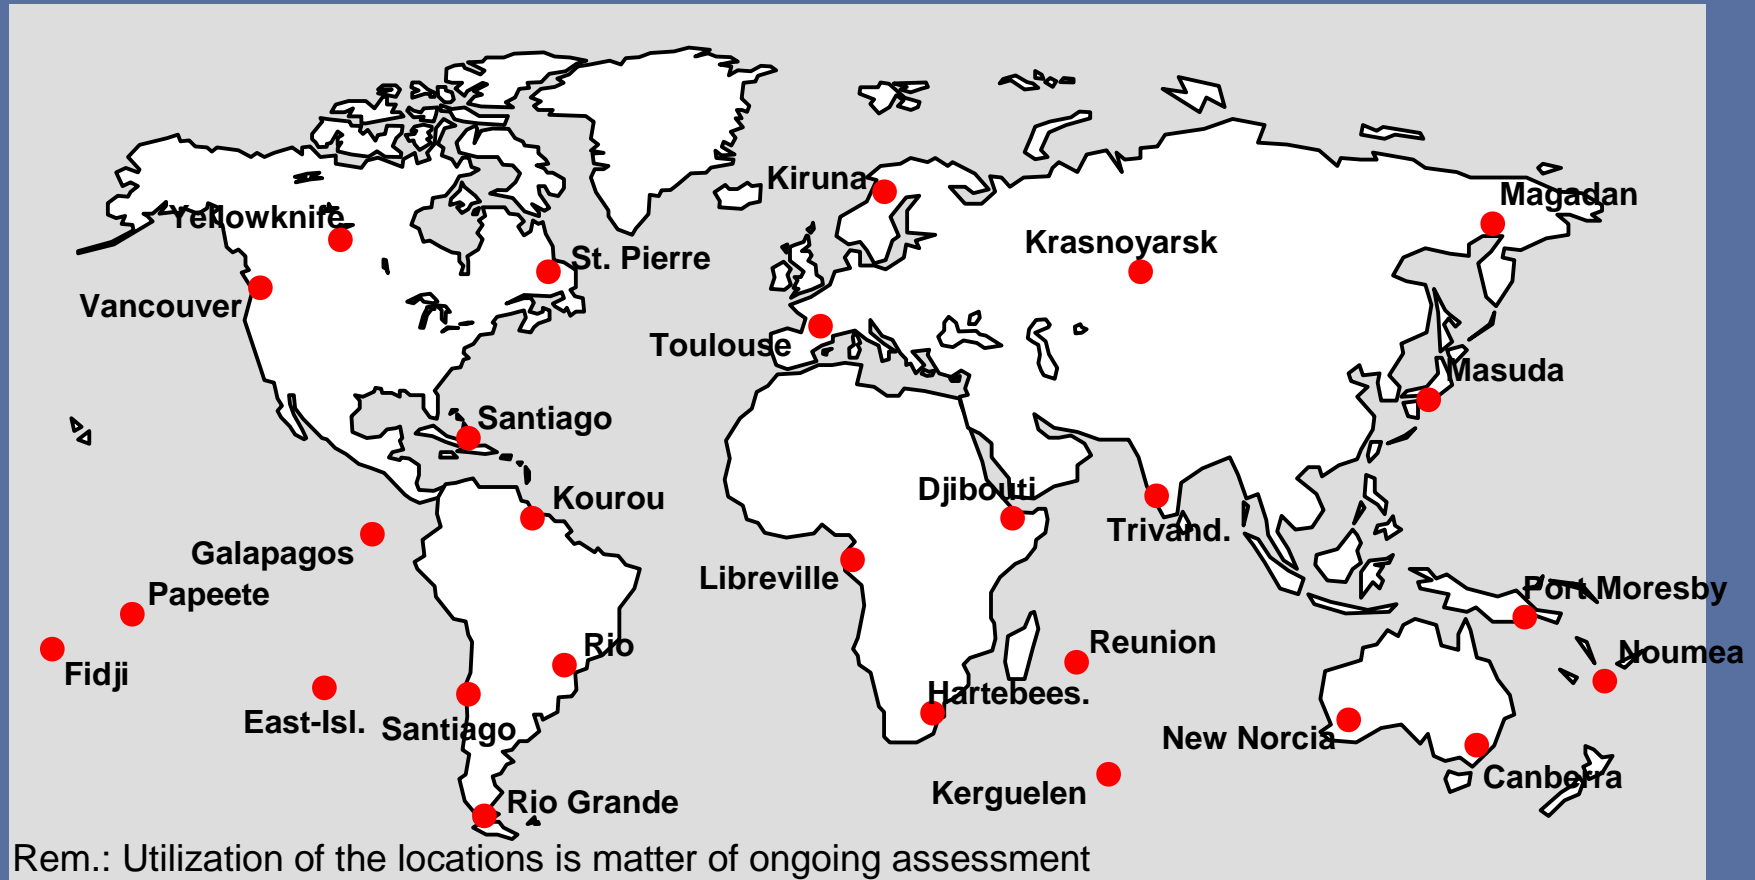 Kiruna
Magadan
Yellowknife
Krasnoyarsk
St. Pierre
Vancouver
Toulouse
Masuda
Santiago
Djibouti
Kourou
Trivand.
Galapagos
Libreville
Papeete
Port Moresby
Rio
Reunion
Noumea
Fidji
Hartebees.
East-Isl.
Santiago
New Norcia
Canberra
Kerguelen
Rio Grande
Rem.: Utilization of the locations is matter of ongoing assessment